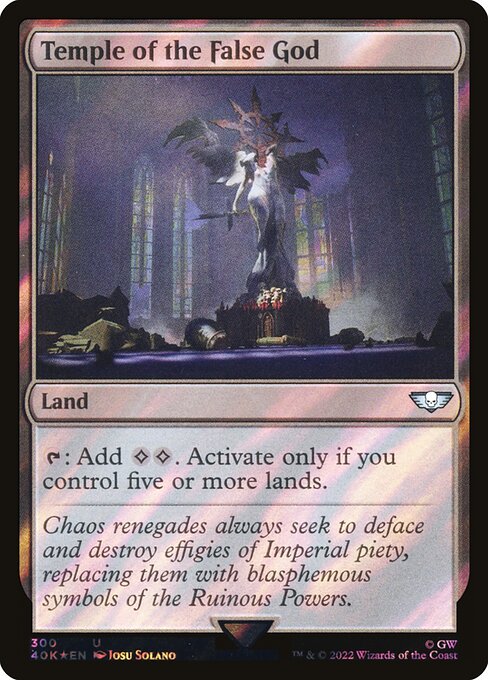 Temple of the False God
Land
: Add . Activate only if you
control five or more lands.
Chaos renegades always seek to deface
and destroy effigies of Imperial piety,
replacing them with blasphemous
symbols of the Ruinous Powers.
300 U
40K★EN Josu Solano
© GW
™ & © 2022 Wizards of the Coast